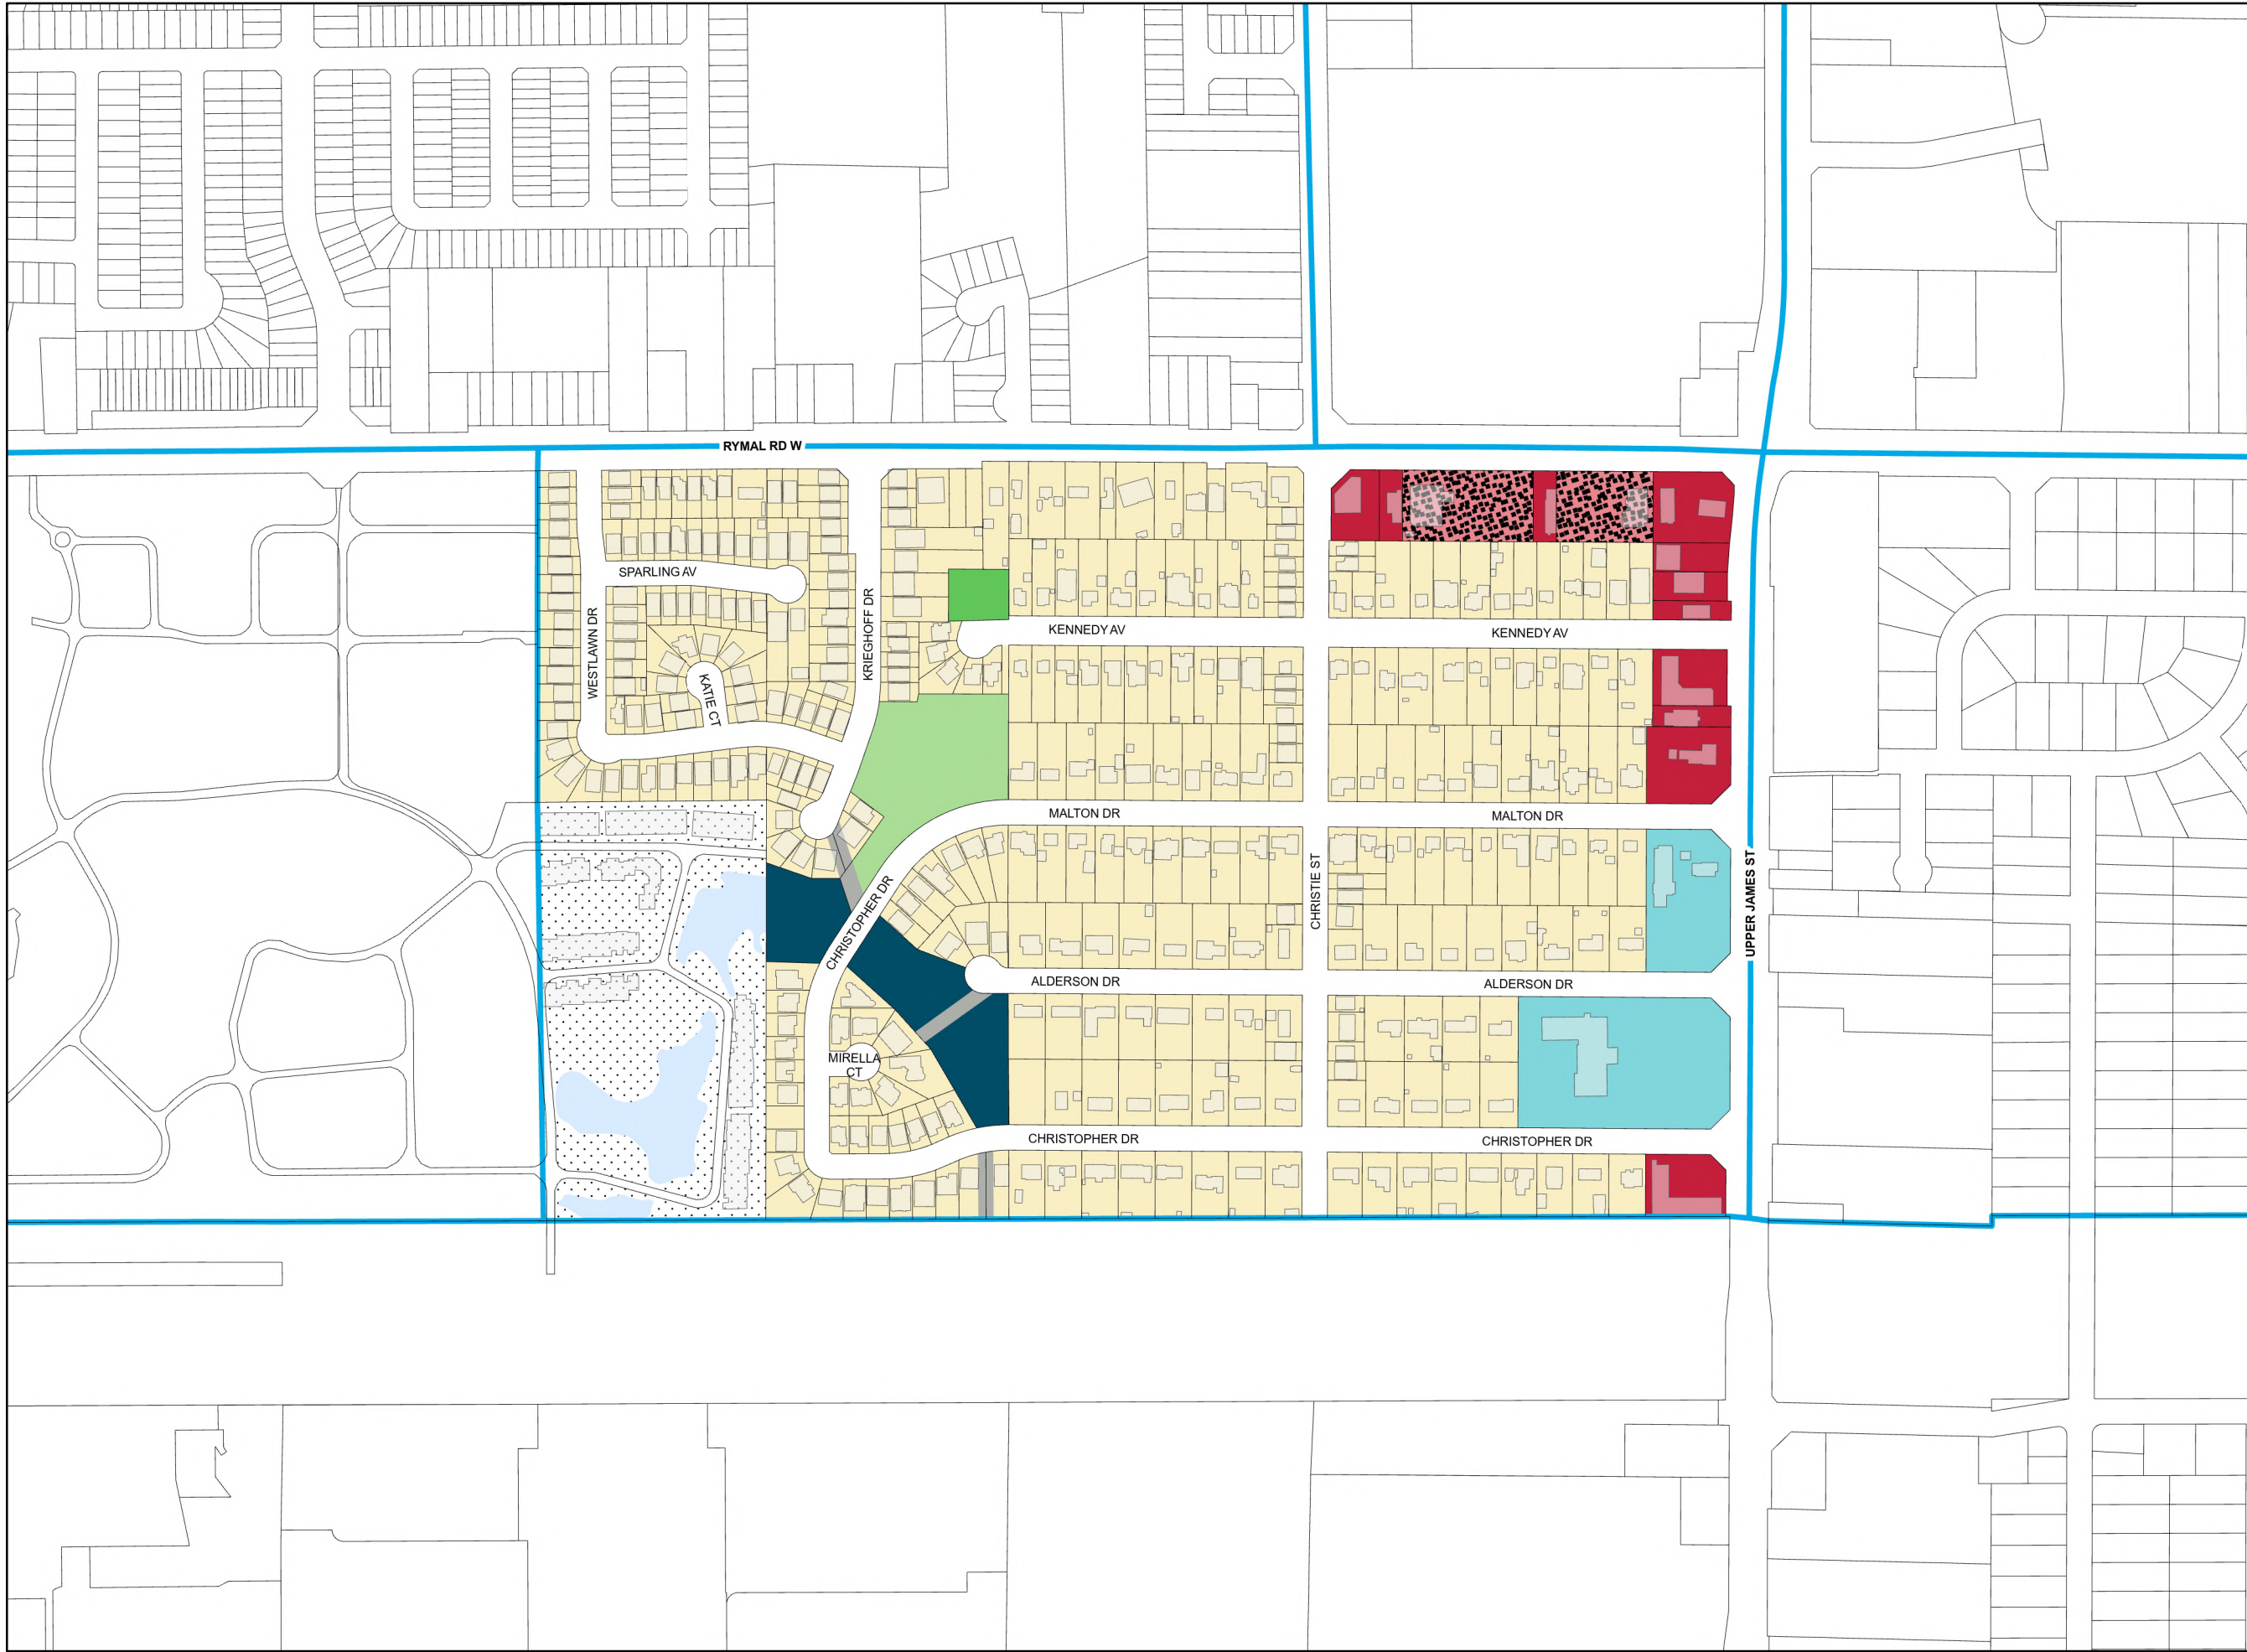 RYMAL RD W
SPARLING AV
WESTLAWN DR
KRIEGHOFF DR
KATIE CT
KENNEDY AV
KENNEDY AV
MALTON DR
MALTON DR
CHRISTOPHER DR
CHRISTIE ST
UPPER JAMES ST
ALDERSON DR
ALDERSON DR
MIRELLA
CT
CHRISTOPHER DR
CHRISTOPHER DR